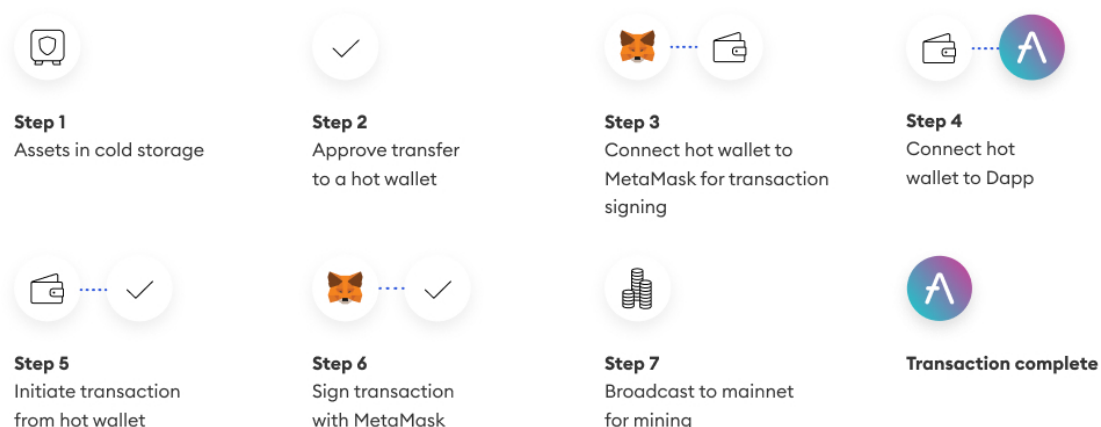 Step 1
Assets in cold storage
Step 2
Approve transfer
to a hot wallet
Step 3
Connect hot wallet to
MetaMask for transaction
signing
Step 4
Connect hot
wallet to Dapp
Step 5
Initiate transaction
from hot wallet
Step 6
Sign transaction
with MetaMask
Step 7
Broadcast to mainnet
for mining
Transaction complete